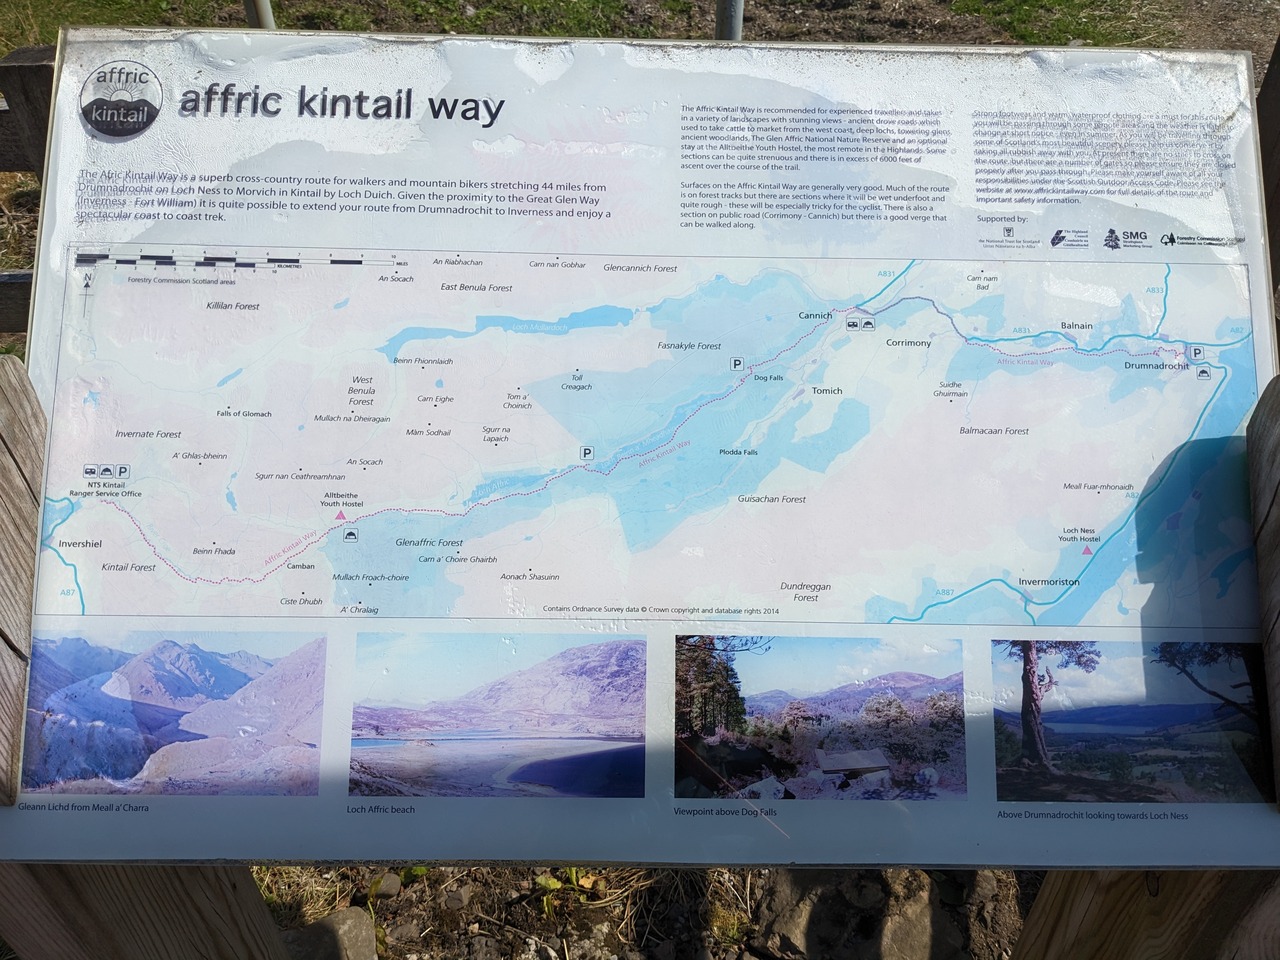 affric
kintail
affric kintail way
The Afric Kintail Way is a superb cross-country route for walkers and mountain bikers stretching 44 miles from
Drumnadrochit on Loch Ness to Morvich in Kintail by Loch Duich. Given the proximity to the Great Glen Way
(Inverness - Fort William) it is quite possible to extend your route from Drumnadrochit to Inverness and enjoy a
spectacular coast to coast trek.
The Affric Kintail Way is recommended for experienced travellers and takes
in a variety of landscapes with stunning views - ancient drove roads which
used to take cattle to market from the west coast, deep lochs, towering glens,
ancient woodlands, The Glen Affric National Nature Reserve and an optional
stay at the Alltbeithe Youth Hostel, the most remote in the Highlands. Some
sections can be quite strenuous and there is in excess of 6000 feet of
ascent over the course of the trail.
Surfaces on the Affric Kintail Way are generally very good. Much of the route
is on forest tracks but there are sections where it will be wet underfoot and
quite rough - these will be especially tricky for the cyclist. There is also a
section on public road (Corrimony - Cannich) but there is a good verge that
can be walked along.
Strong footwear and warm, waterproof clothing are a must for this route
you will be passing through some remote areas and the weather is liable to
change at short notice - even in summer. As you will be travelling through
some of Scotland's most beautiful scenery, please help us conserve it by
taking all rubbish away with you. At present there are no stiles to cross on
the route, but there are a number of gates so please ensure they are closed
properly after you pass through. Please make yourself aware of all your
responsibilities under the Scottish Outdoor Access Code. Please see the
website at www.affrickintailway.com for full details of the route and
important safety information.
Supported by:
the National Trust for Scotland
The Highland
Council
SMG
Forestry Commission Scotland
KILOMETRES
MILES
Forestry Commission Scotland areas
N
An Riabhachan
Carn nan Gobhar
Glencannich Forest
An Socach
East Benula Forest
Killilan Forest
Loch Mullardoch
A831
Carn nam
Bad
A833
Cannich
Balnain
A831
A82
Corrimony
Affric Kintail Way
Drumnadrochit
P
Fasnakyle Forest
P
Dog Falls
Tomich
Suidhe
Ghuirmain
Beinn Fhionnlaidh
West
Benula
Forest
Toll
Creagach
Tom a'
Choinich
Carn Eighe
Falls of Glomach
Mullach na Dheiragain
Màm Sodhail
Sgurr na
Lapaich
Balmacaan Forest
Invernate Forest
A' Ghlas-bheinn
An Socach
Sgurr nan Ceathreamhnan
P
Affric Kintail Way
Plodda Falls
P
NTS Kintail
Ranger Service Office
Alltbeithe
Youth Hostel
Loch Affric
Guisachan Forest
Meall Fuar-mhonaidh
A82
Loch Ness
Youth Hostel
Invershiel
Beinn Fhada
Affric Kintail Way
Glenaffric Forest
Carn a' Choire Ghairbh
Kintail Forest
Camban
Mullach Froach-choire
Aonach Shasuinn
Dundreggan
Forest
Invermoriston
A887
A87
Ciste Dhubh
A' Chralaig
Contains Ordnance Survey data © Crown copyright and database rights 2014
Gleann Lichd from Meall a' Charra
Loch Affric beach
Viewpoint above Dog Falls
Above Drumnadrochit looking towards Loch Ness